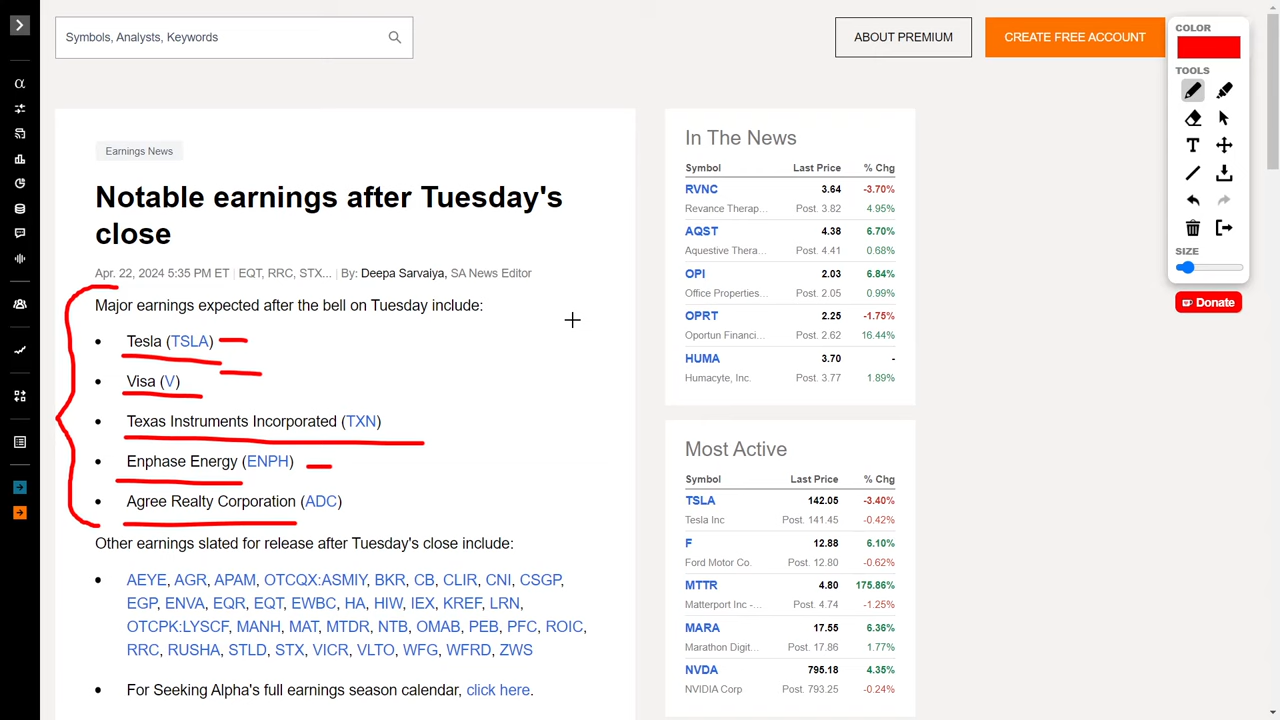 Symbols, Analysts, Keywords
ABOUT PREMIUM
CREATE FREE ACCOUNT
Earnings News
Notable earnings after Tuesday's
close
Apr. 22, 2024 5:35 PM ET | EQT, RRC, STX... | By: Deepa Sarvaiya, SA News Editor
Major earnings expected after the bell on Tuesday include:
• Tesla (TSLA)
• Visa (V)
• Texas Instruments Incorporated (TXN)
• Enphase Energy (ENPH)
• Agree Realty Corporation (ADC)
Other earnings slated for release after Tuesday's close include:
• AEYE, AGR, APAM, OTCQX:ASMIY, BKR, CB, CLIR, CNI, CSGP,
EGP, ENVA, EQR, EQT, EWBC, HA, HIW, IEX, KREF, LRN,
OTCPK:LYSCF, MANH, MAT, MTDR, NTB, OMAB, PEB, PFC, ROIC,
RRC, RUSHA, STLD, STX, VICR, VLTO, WFG, WFRD, ZWS
• For Seeking Alpha's full earnings season calendar, click here.
In The News
Symbol Last Price % Chg
RVNC 3.64 -3.70%
Revance Therap... Post. 3.82 4.95%
AQST 4.38 6.70%
Aquestive Thera... Post. 4.41 0.68%
OPI 2.03 6.84%
Office Properties... Post. 2.05 0.99%
OPRT 2.25 -1.75%
Oportun Financi... Post. 2.62 16.44%
HUMA 3.70 -
Humacyte, Inc. Post. 3.77 1.89%
Most Active
Symbol Last Price % Chg
TSLA 142.05 -3.40%
Tesla Inc Post. 141.45 -0.42%
F 12.88 6.10%
Ford Motor Co. Post. 12.80 -0.62%
MTTR 4.80 175.86%
Matterport Inc -... Post. 4.74 -1.25%
MARA 17.55 6.36%
Marathon Digit... Post. 17.86 1.77%
NVDA 795.18 4.35%
NVIDIA Corp Post. 793.25 -0.24%
COLOR
TOOLS
T
SIZE
Donate